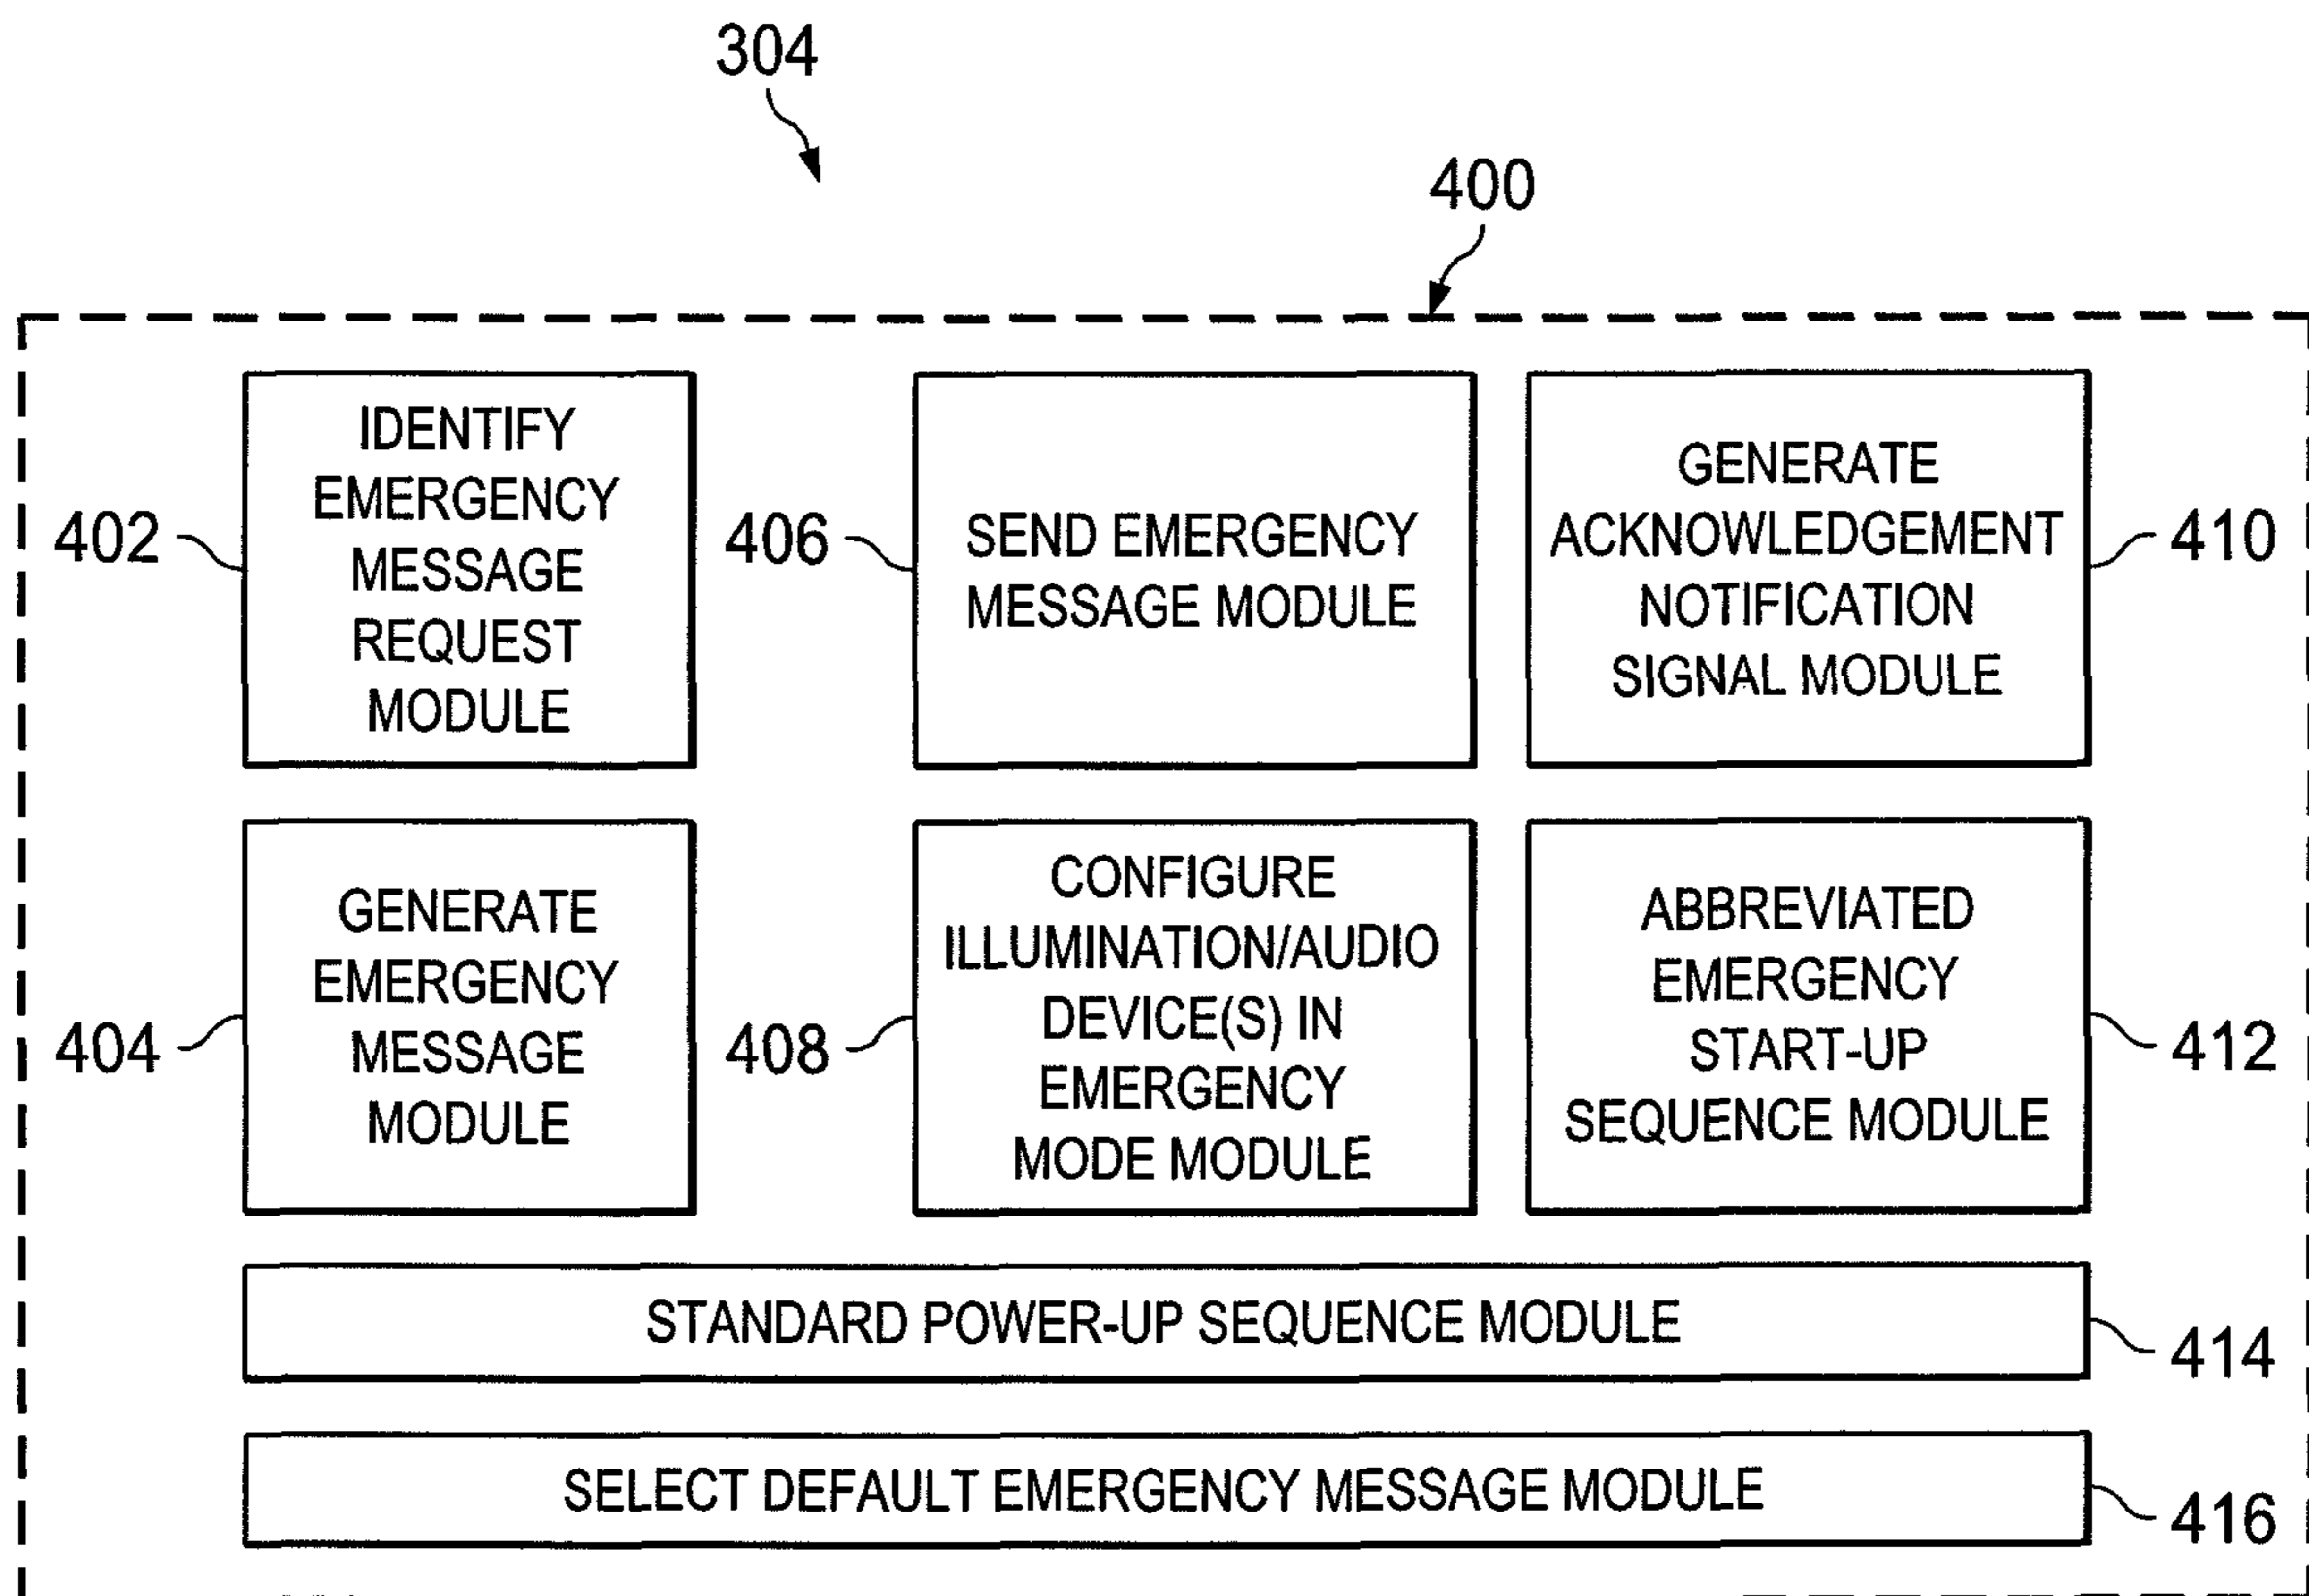 304
400
402
IDENTIFY
EMERGENCY
MESSAGE
REQUEST
MODULE
406
SEND EMERGENCY
MESSAGE MODULE
GENERATE
ACKNOWLEDGEMENT
NOTIFICATION
SIGNAL MODULE
410
404
GENERATE
EMERGENCY
MESSAGE
MODULE
408
CONFIGURE
ILLUMINATION/AUDIO
DEVICE(S) IN
EMERGENCY
MODE MODULE
ABBREVIATED
EMERGENCY
START-UP
SEQUENCE MODULE
412
STANDARD POWER-UP SEQUENCE MODULE
414
SELECT DEFAULT EMERGENCY MESSAGE MODULE
416